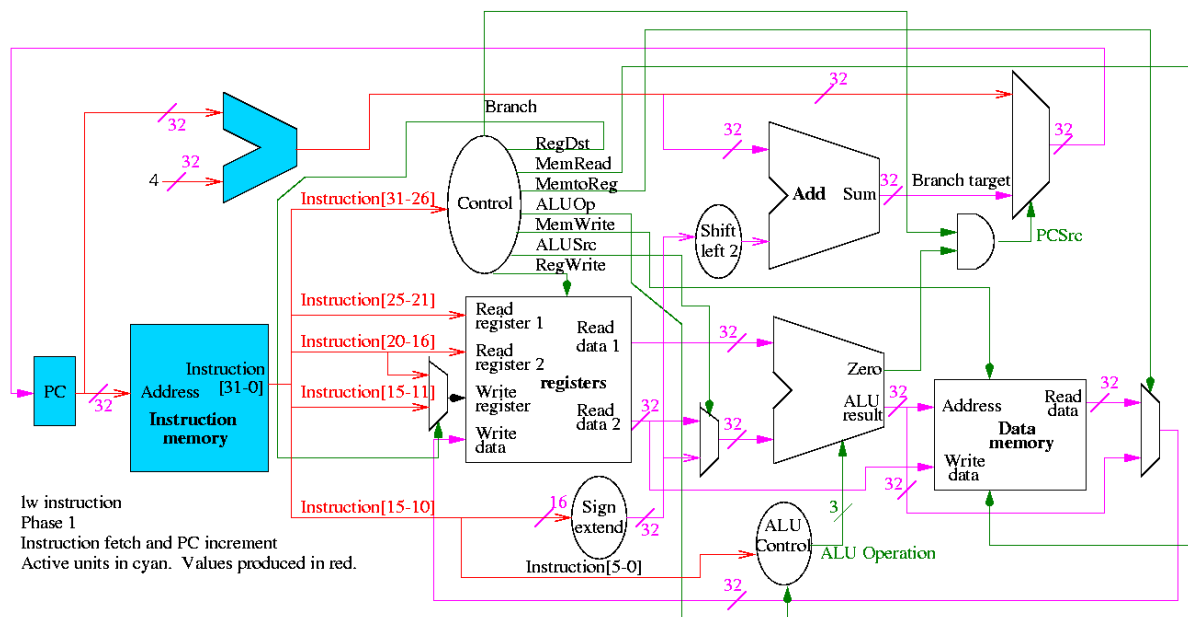 32
32
32
Branch
32
32
RegDst
MemRead
MemtoReg
ALUOp
MemWrite
ALUSrc
RegWrite
4
32
Control
Instruction[31-26]
Add
Sum
32
Branch target
Shift
left 2
PCSrc
Instruction[25-21]
Instruction[20-16]
Instruction[15-11]
Read
register 1
Read
register 2
Write
register
Write
data
registers
Read
data 1
Read
data 2
32
32
32
32
Zero
ALU
result
32
PC
32
Address
Instruction
[31-0]
Instruction
memory
Address
Read
data
Data
memory
Write
data
32
32
lw instruction
Phase 1
Instruction fetch and PC increment
Active units in cyan. Values produced in red.
Instruction[15-10]
16
Sign
extend
32
Instruction[5-0]
ALU
Control
3
ALU Operation
32